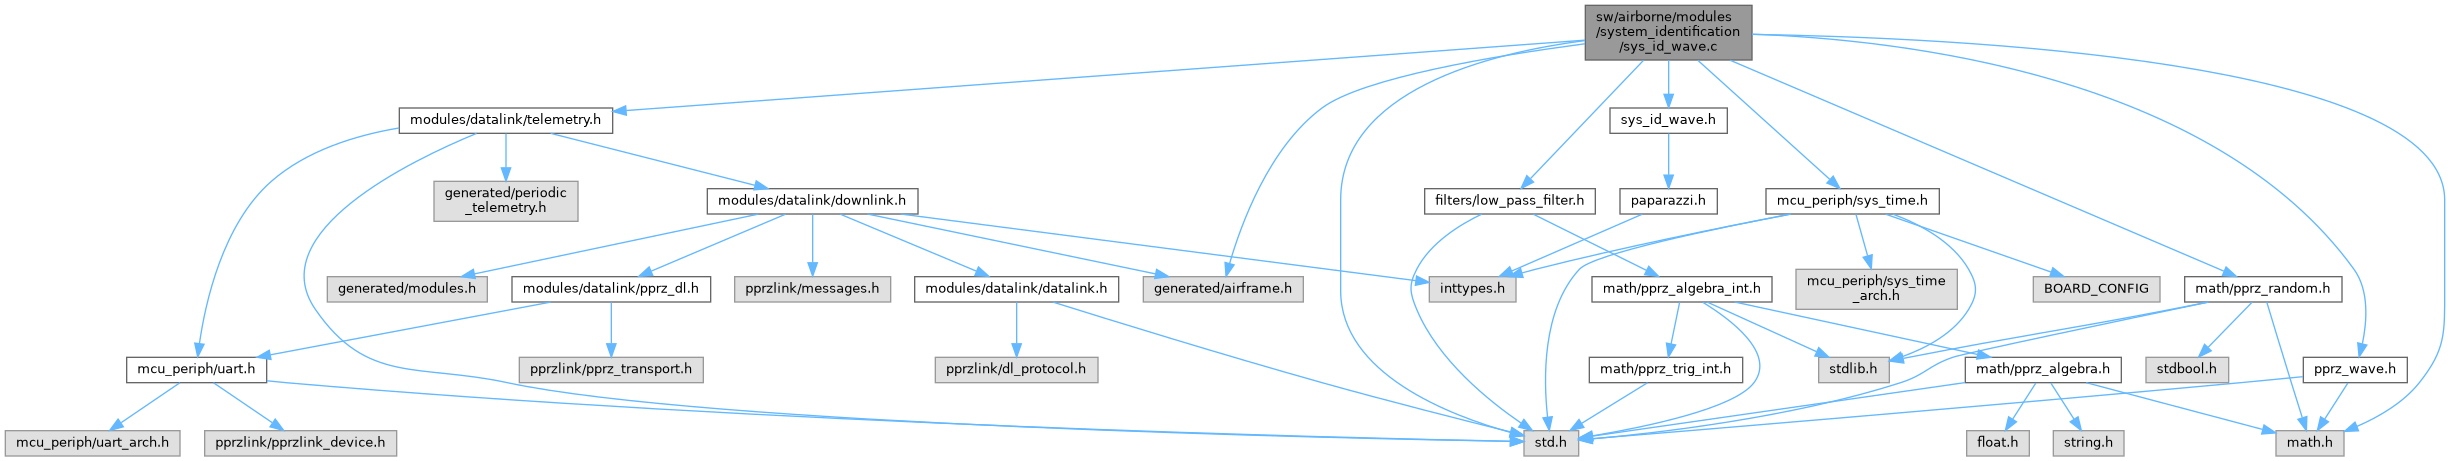 sw/airborne/modules
/system_identification
/sys_id_wave.c
modules/datalink/telemetry.h
sys_id_wave.h
generated/periodic
_telemetry.h
modules/datalink/downlink.h
filters/low_pass_filter.h
paparazzi.h
mcu_periph/sys_time.h
generated/modules.h
modules/datalink/pprz_dl.h
pprzlink/messages.h
modules/datalink/datalink.h
generated/airframe.h
inttypes.h
math/pprz_algebra_int.h
mcu_periph/sys_time
_arch.h
BOARD_CONFIG
math/pprz_random.h
mcu_periph/uart.h
pprzlink/pprz_transport.h
pprzlink/dl_protocol.h
math/pprz_trig_int.h
stdlib.h
math/pprz_algebra.h
stdbool.h
pprz_wave.h
mcu_periph/uart_arch.h
pprzlink/pprzlink_device.h
std.h
float.h
string.h
math.h